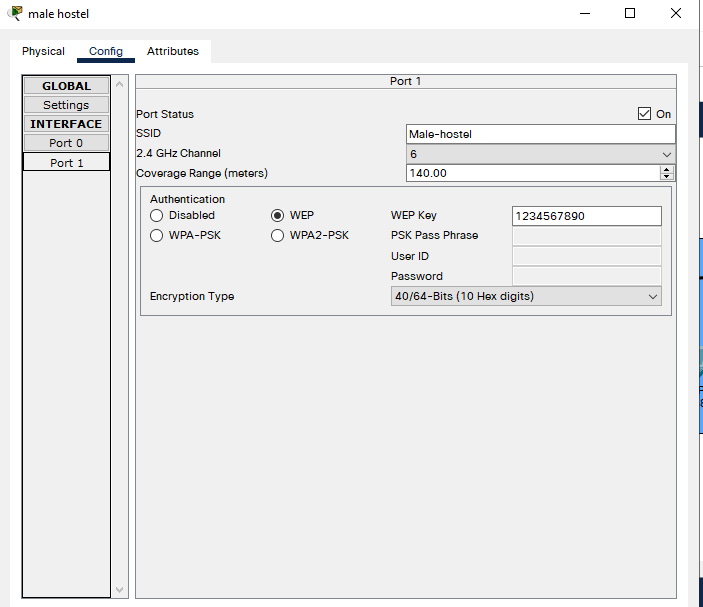 male hostel
Physical Config Attributes
GLOBAL
Settings
INTERFACE
Port 0
Port 1
Port 1
Port Status On
SSID Male-hostel
2.4 GHz Channel 6
Coverage Range (meters) 140.00
Authentication
Disabled WEP WEP Key 1234567890
WPA-PSK WPA2-PSK PSK Pass Phrase
User ID
Password
Encryption Type 40/64-Bits (10 Hex digits)